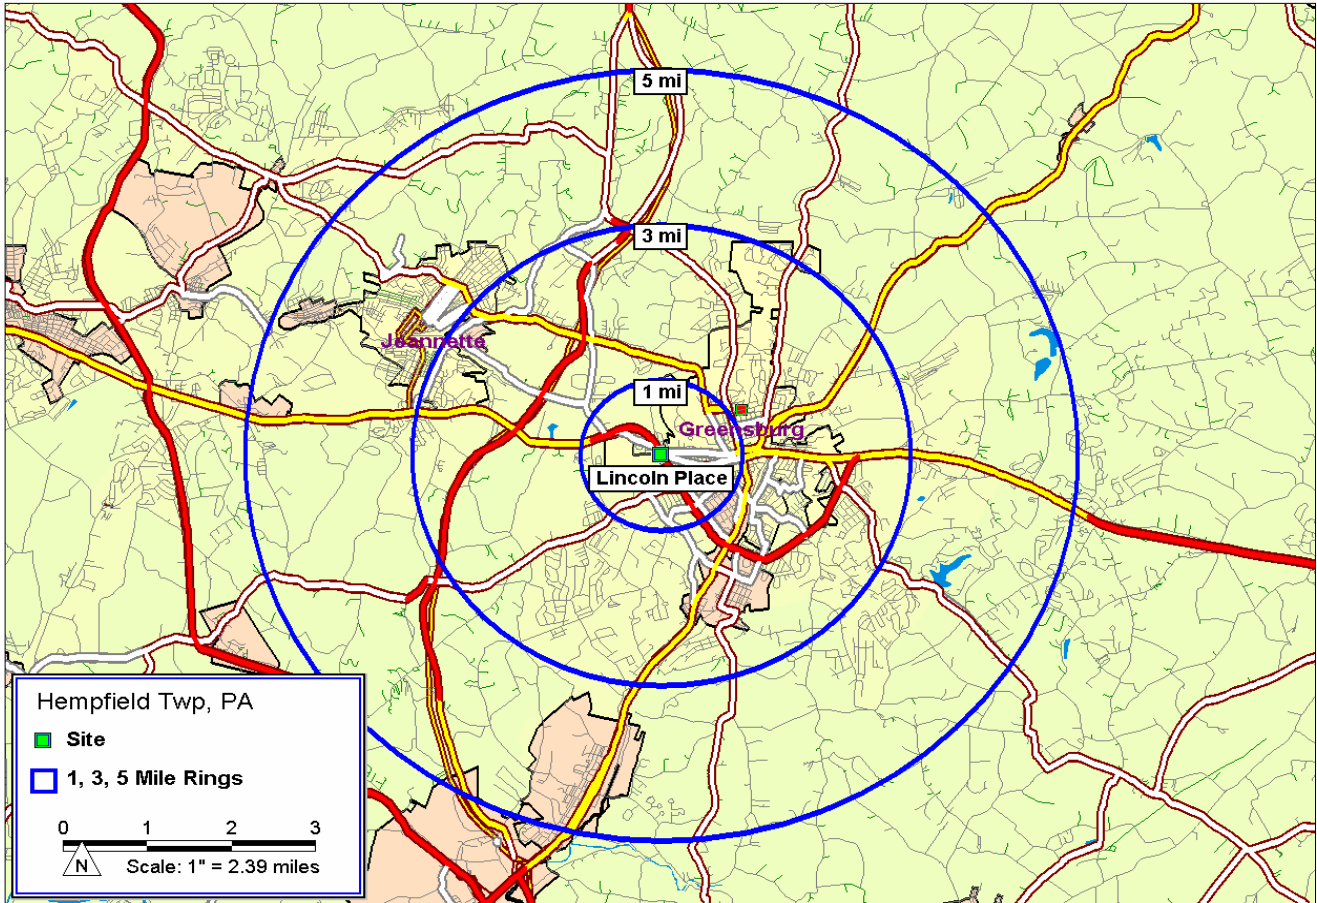 5 mi
3 mi
Jeannette
1 mi
Greensburg
Lincoln Place
Hempfield Twp, PA
Site
1, 3, 5 Mile Rings
0 1 2 3
N
Scale: 1" = 2.39 miles